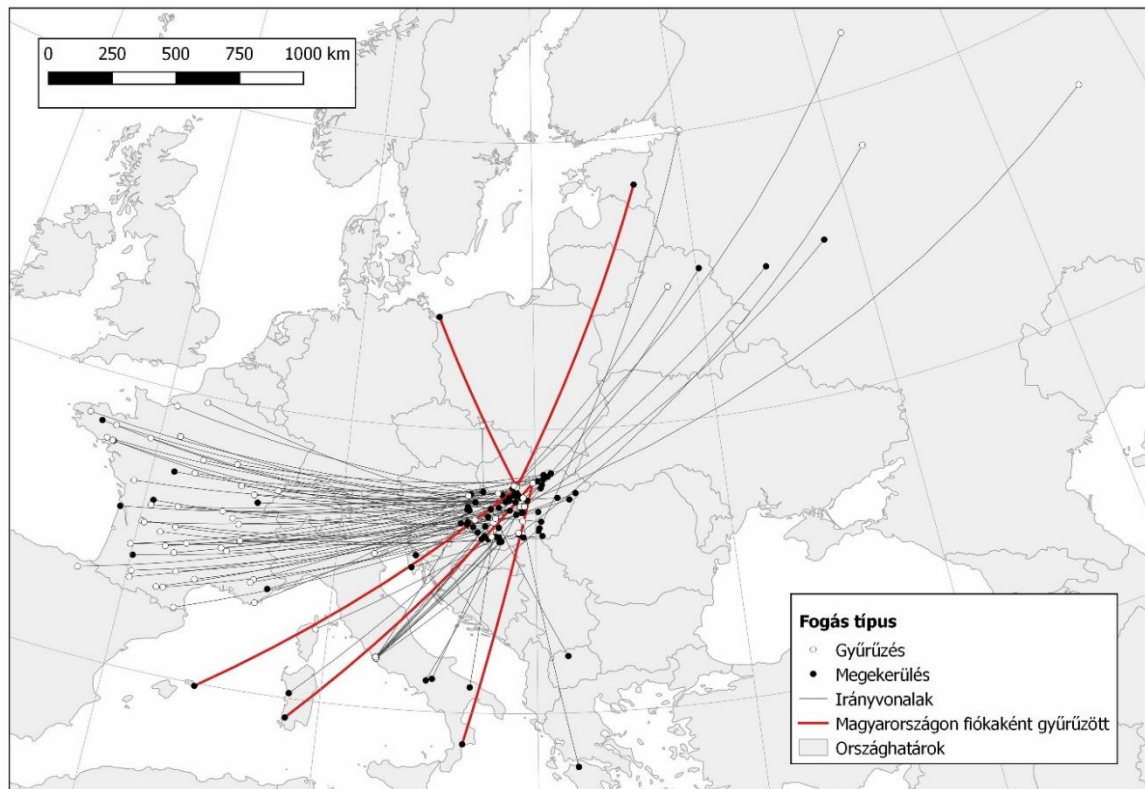 0 250 500 750 1000 km
Fogás típus
Gyűrűzés
Megekerülés
Irányvonalak
Magyarországon fiókaként gyűrűzött
Országhatárok